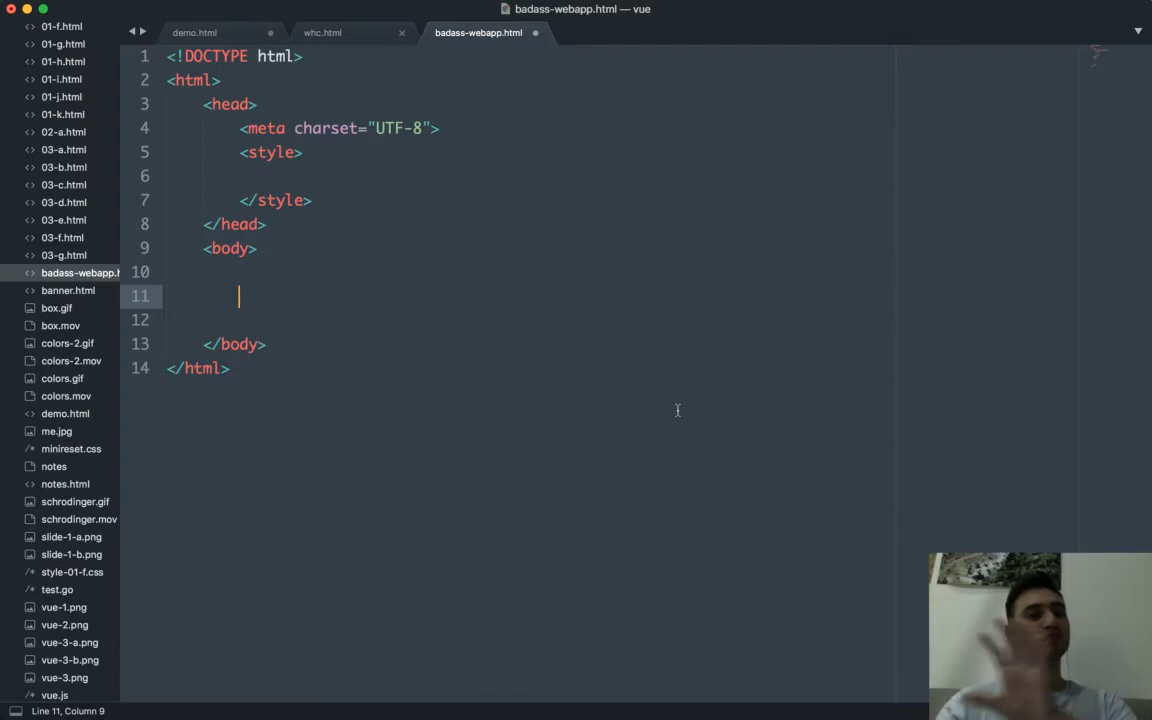 badass-webapp.html — vue
01-f.html
01-g.html
01-h.html
01-i.html
01-j.html
01-k.html
02-a.html
03-a.html
03-b.html
03-c.html
03-d.html
03-e.html
03-f.html
03-g.html
badass-webapp.h
banner.html
box.gif
box.mov
colors-2.gif
colors-2.mov
colors.gif
colors.mov
demo.html
me.jpg
minireset.css
notes
notes.html
schrodinger.gif
schrodinger.mov
slide-1-a.png
slide-1-b.png
style-01-f.css
test.go
vue-1.png
vue-2.png
vue-3-a.png
vue-3-b.png
vue-3.png
vue.js
demo.html
whc.html
badass-webapp.html
1 <!DOCTYPE html>
2 <html>
3 <head>
4 <meta charset="UTF-8">
5 <style>
6
7 </style>
8 </head>
9 <body>
10
11
12
13 </body>
14 </html>
Line 11, Column 9